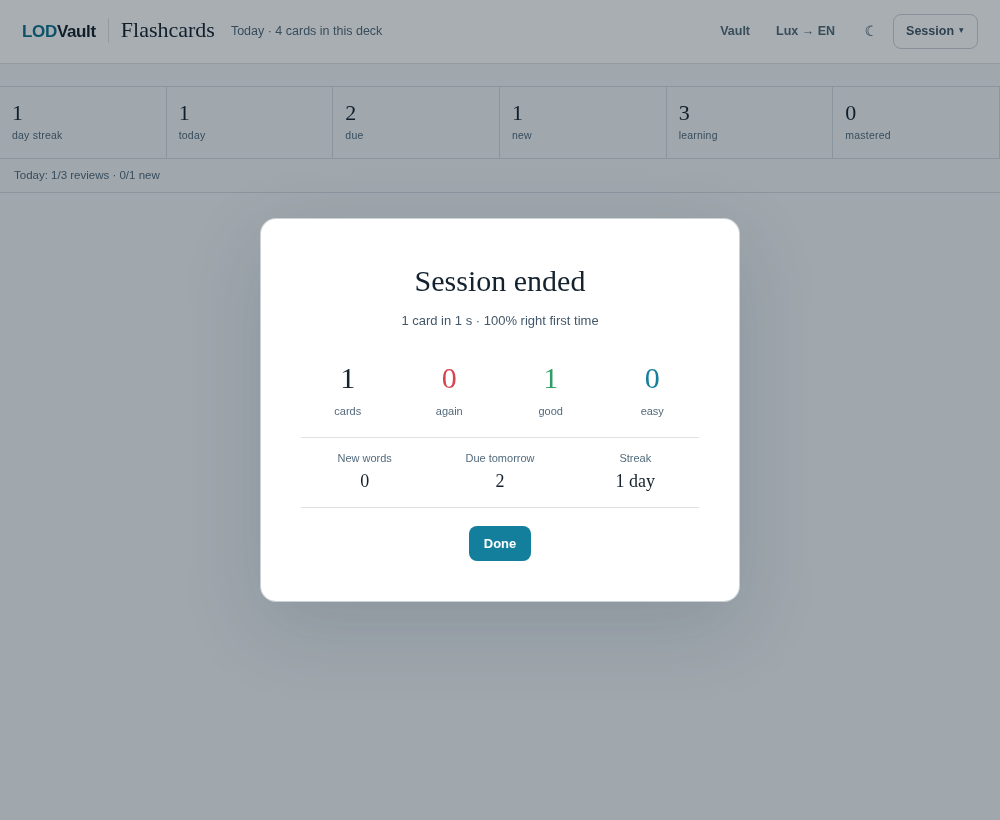 LODVault Flashcards Today · 4 cards in this deck Vault Lux → EN ☾ Session ▾
1 1 2 1 3 0
day streak today due new learning mastered
Today: 1/3 reviews · 0/1 new
Session ended
1 card in 1 s · 100% right first time
1 0 1 0
cards again good easy
New words Due tomorrow Streak
0 2 1 day
Done